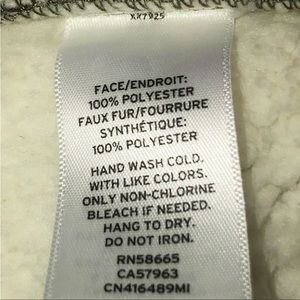 XX7925
FACE/ENDROIT:
100% POLYESTER
FAUX FUR/FOURRURE
SYNTHÉTIQUE:
100% POLYESTER
HAND WASH COLD.
WITH LIKE COLORS.
ONLY NON-CHLORINE
BLEACH IF NEEDED.
HANG TO DRY.
DO NOT IRON.
RN58665
CA57963
CN416489MI